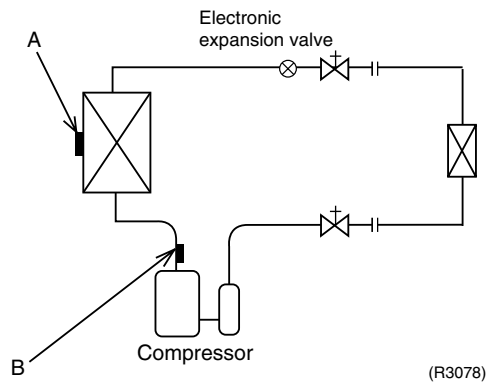 Electronic
expansion valve
A
B
Compressor
(R3078)